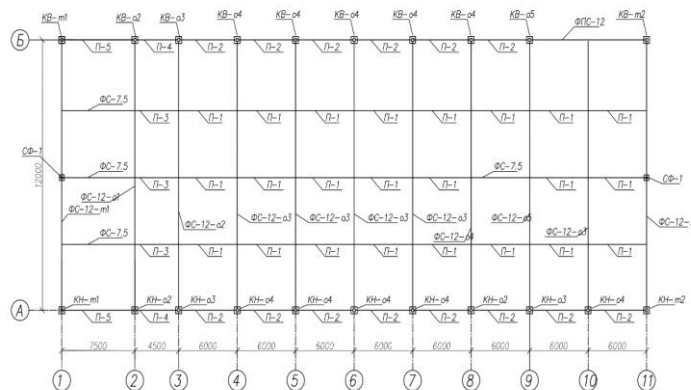 КВ-т1 КВ-а2 КВ-а3 КВ-а4 КВ-а4 КВ-а4 КВ-а4 КВ-а4 КВ-а5 КВ-т2
ФПС-12
Б
П-5 П-4 П-2 П-2 П-2 П-2 П-2 П-2
ФС-7,5
П-3 П-1 П-1 П-1 П-1 П-1 П-1 П-1 П-1
СФ-1
ФС-7,5 ФС-7,5
П-3 П-1 П-1 П-1 П-1 П-1 П-1 П-1 П-1
СФ-1
12000
ФС-12-а1
ФС-12-т1 ФС-12-а2 ФС-12-а3 ФС-12-а3 ФС-12-а3 ФС-12-а3 ФС-12-а5
ФС-12-а4 ФС-12-а3
ФС-7,5
П-3 П-1 П-1 П-1 П-1 П-1 П-1 П-1 П-1
КН-т1 КН-а2 КН-а3 КН-а4 КН-а4 КН-а4 КН-а4 КН-а2 КН-а3 КН-а4 КН-т2
А
П-5 П-4 П-2 П-2 П-2 П-2 П-2 П-2 П-2 П-2
7500 4500 6000 6000 6000 6000 6000 6000 6000 6000
1 2 3 4 5 6 7 8 9 10 11